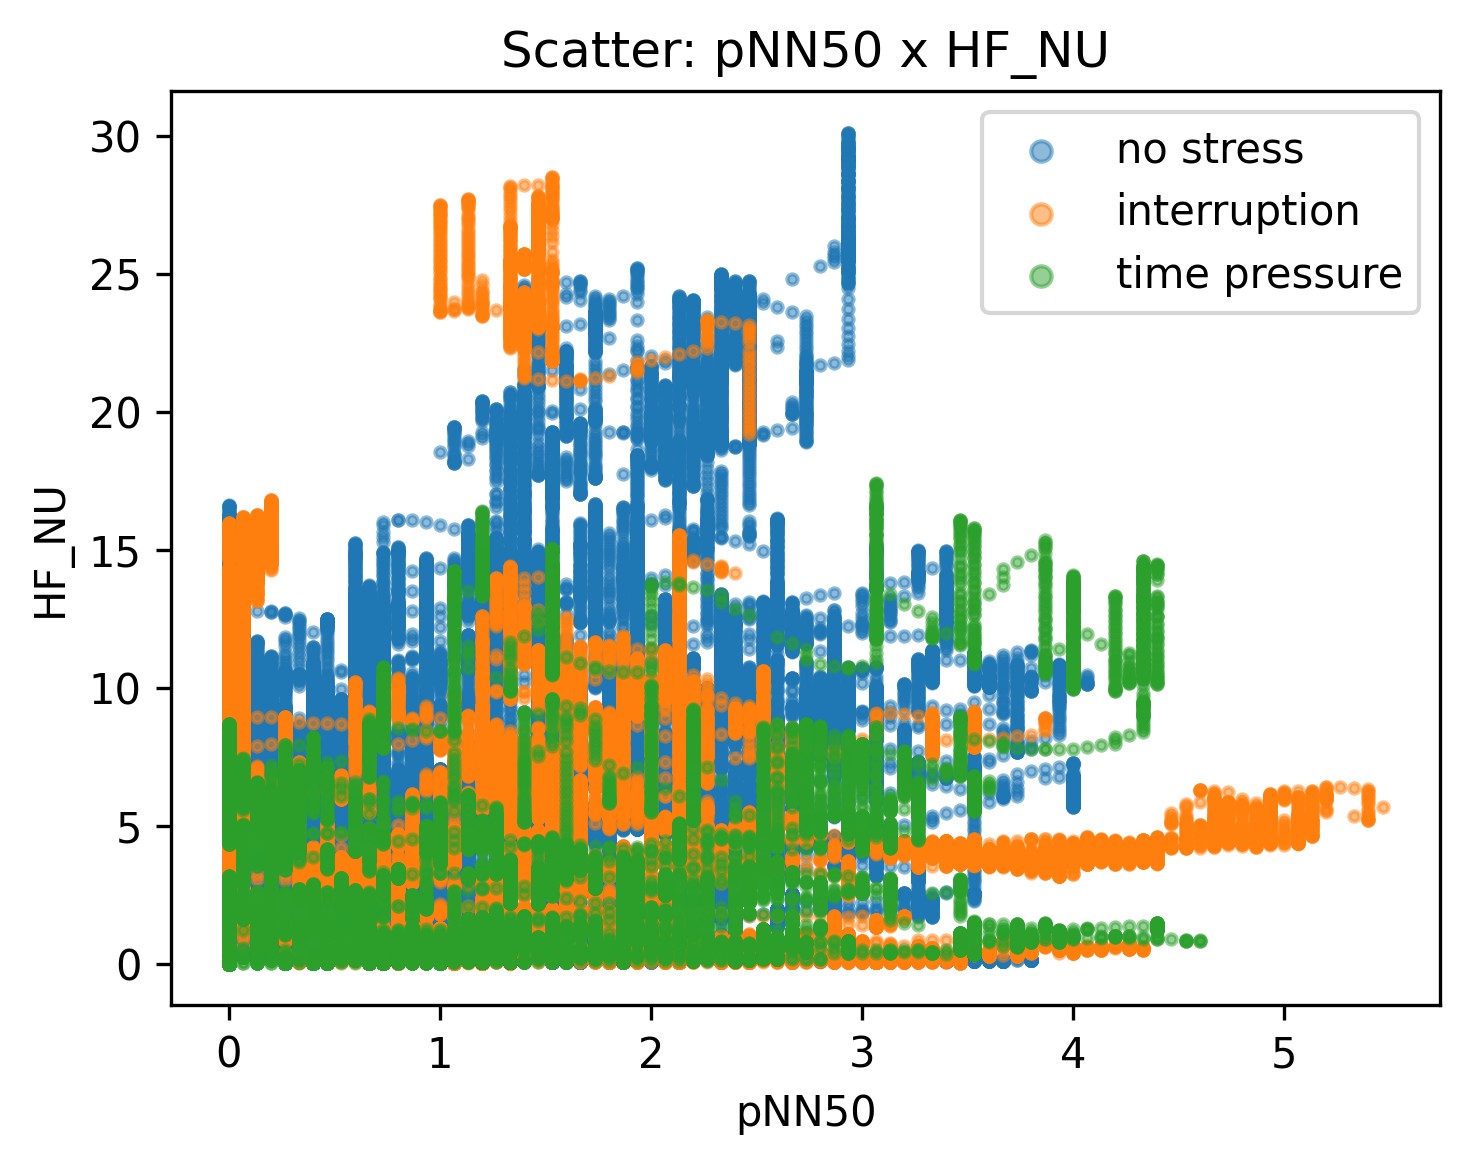 Scatter: pNN50 x HF_NU
no stress
interruption
time pressure
HF_NU
30
25
20
15
10
5
0
0 1 2 3 4 5
pNN50